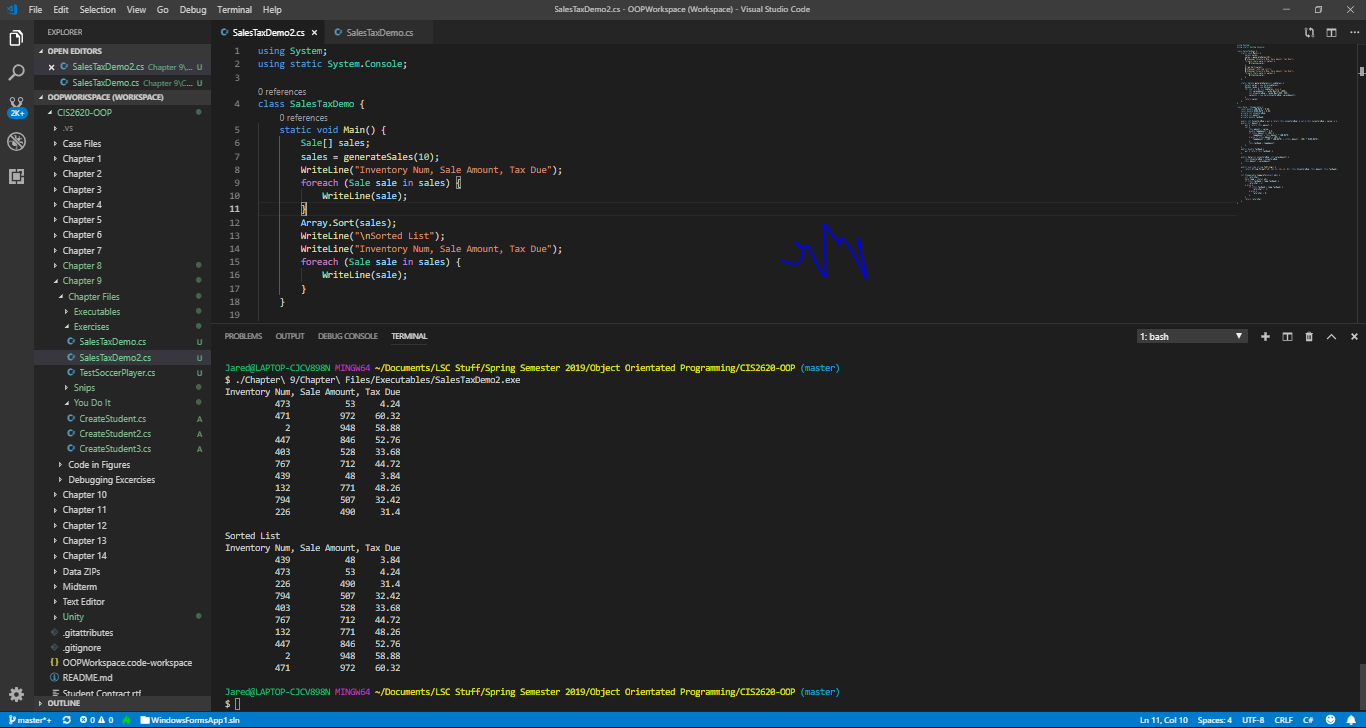 File Edit Selection View Go Debug Terminal Help
SalesTaxDemo2.cs - OOPWorkspace (Workspace) - Visual Studio Code
EXPLORER
OPEN EDITORS
SalesTaxDemo2.cs Chapter 9\... U
SalesTaxDemo.cs Chapter 9\C... U
OOPWORKSPACE (WORKSPACE)
2K+
CIS2620-OOP
.vs
Case Files
Chapter 1
Chapter 2
Chapter 3
Chapter 4
Chapter 5
Chapter 6
Chapter 7
Chapter 8
Chapter 9
Chapter Files
Executables
Exercises
SalesTaxDemo.cs U
SalesTaxDemo2.cs U
TestSoccerPlayer.cs U
Snips
You Do It
CreateStudent.cs A
CreateStudent2.cs A
CreateStudent3.cs A
Code in Figures
Debugging Excercises
Chapter 10
Chapter 11
Chapter 12
Chapter 13
Chapter 14
Data ZIPs
Midterm
Text Editor
Unity
.gitattributes
.gitignore
OOPWorkspace.code-workspace
README.md
Student Contract.rtf
OUTLINE
SalesTaxDemo2.cs SalesTaxDemo.cs
1 using System;
2 using static System.Console;
3
0 references
4 class SalesTaxDemo {
0 references
5 static void Main() {
6 Sale[] sales;
7 sales = generateSales(10);
8 WriteLine("Inventory Num, Sale Amount, Tax Due");
9 foreach (Sale sale in sales) {
10 WriteLine(sale);
11 }
12 Array.Sort(sales);
13 WriteLine("\nSorted List");
14 WriteLine("Inventory Num, Sale Amount, Tax Due");
15 foreach (Sale sale in sales) {
16 WriteLine(sale);
17 }
18 }
19
PROBLEMS OUTPUT DEBUG CONSOLE TERMINAL 1: bash
Jared@LAPTOP-CJCV898N MINGW64 ~/Documents/LSC Stuff/Spring Semester 2019/Object Orientated Programming/CIS2620-OOP (master)
$ ./Chapter\ 9/Chapter\ Files/Executables/SalesTaxDemo2.exe
Inventory Num, Sale Amount, Tax Due
473 53 4.24
471 972 60.32
2 948 58.88
447 846 52.76
403 528 33.68
767 712 44.72
439 48 3.84
132 771 48.26
794 507 32.42
226 490 31.4
Sorted List
Inventory Num, Sale Amount, Tax Due
439 48 3.84
473 53 4.24
226 490 31.4
794 507 32.42
403 528 33.68
767 712 44.72
132 771 48.26
447 846 52.76
2 948 58.88
471 972 60.32
Jared@LAPTOP-CJCV898N MINGW64 ~/Documents/LSC Stuff/Spring Semester 2019/Object Orientated Programming/CIS2620-OOP (master)
$
master*+ 0 0 WindowsFormsApp1.sln Ln 11, Col 10 Spaces: 4 UTF-8 CRLF C#